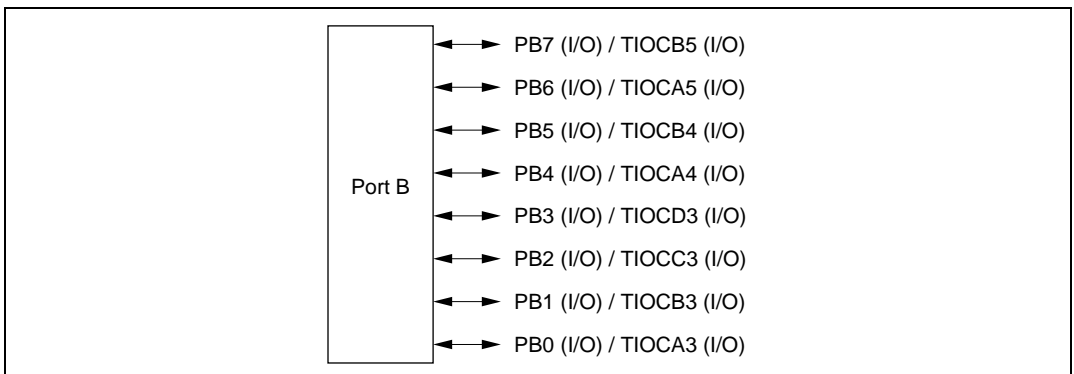 Port B
PB7 (I/O) / TIOCB5 (I/O)
PB6 (I/O) / TIOCA5 (I/O)
PB5 (I/O) / TIOCB4 (I/O)
PB4 (I/O) / TIOCA4 (I/O)
PB3 (I/O) / TIOCD3 (I/O)
PB2 (I/O) / TIOCC3 (I/O)
PB1 (I/O) / TIOCB3 (I/O)
PB0 (I/O) / TIOCA3 (I/O)